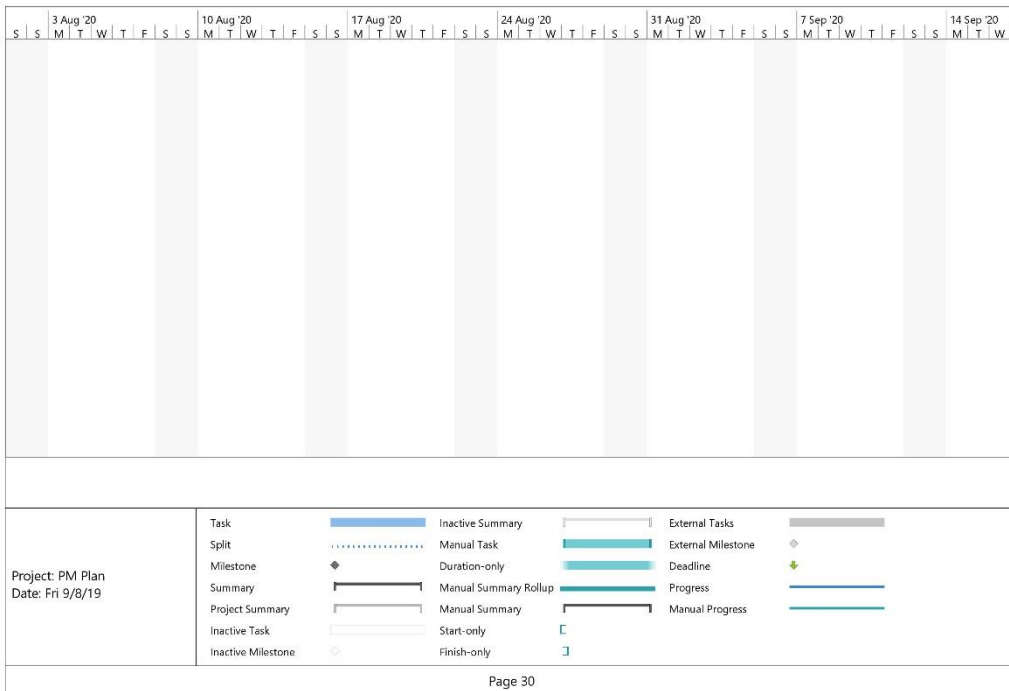 3 Aug '20 10 Aug '20 17 Aug '20 24 Aug '20 31 Aug '20 7 Sep '20 14 Sep '20
S S M T W T F S S M T W T F S S M T W T F S S M T W T F S S M T W T F S S M T W T F S S M T W
Project: PM Plan
Date: Fri 9/8/19
Task
Split
Milestone
Summary
Project Summary
Inactive Task
Inactive Milestone
Inactive Summary
Manual Task
Duration-only
Manual Summary Rollup
Manual Summary
Start-only
Finish-only
External Tasks
External Milestone
Deadline
Progress
Manual Progress
Page 30